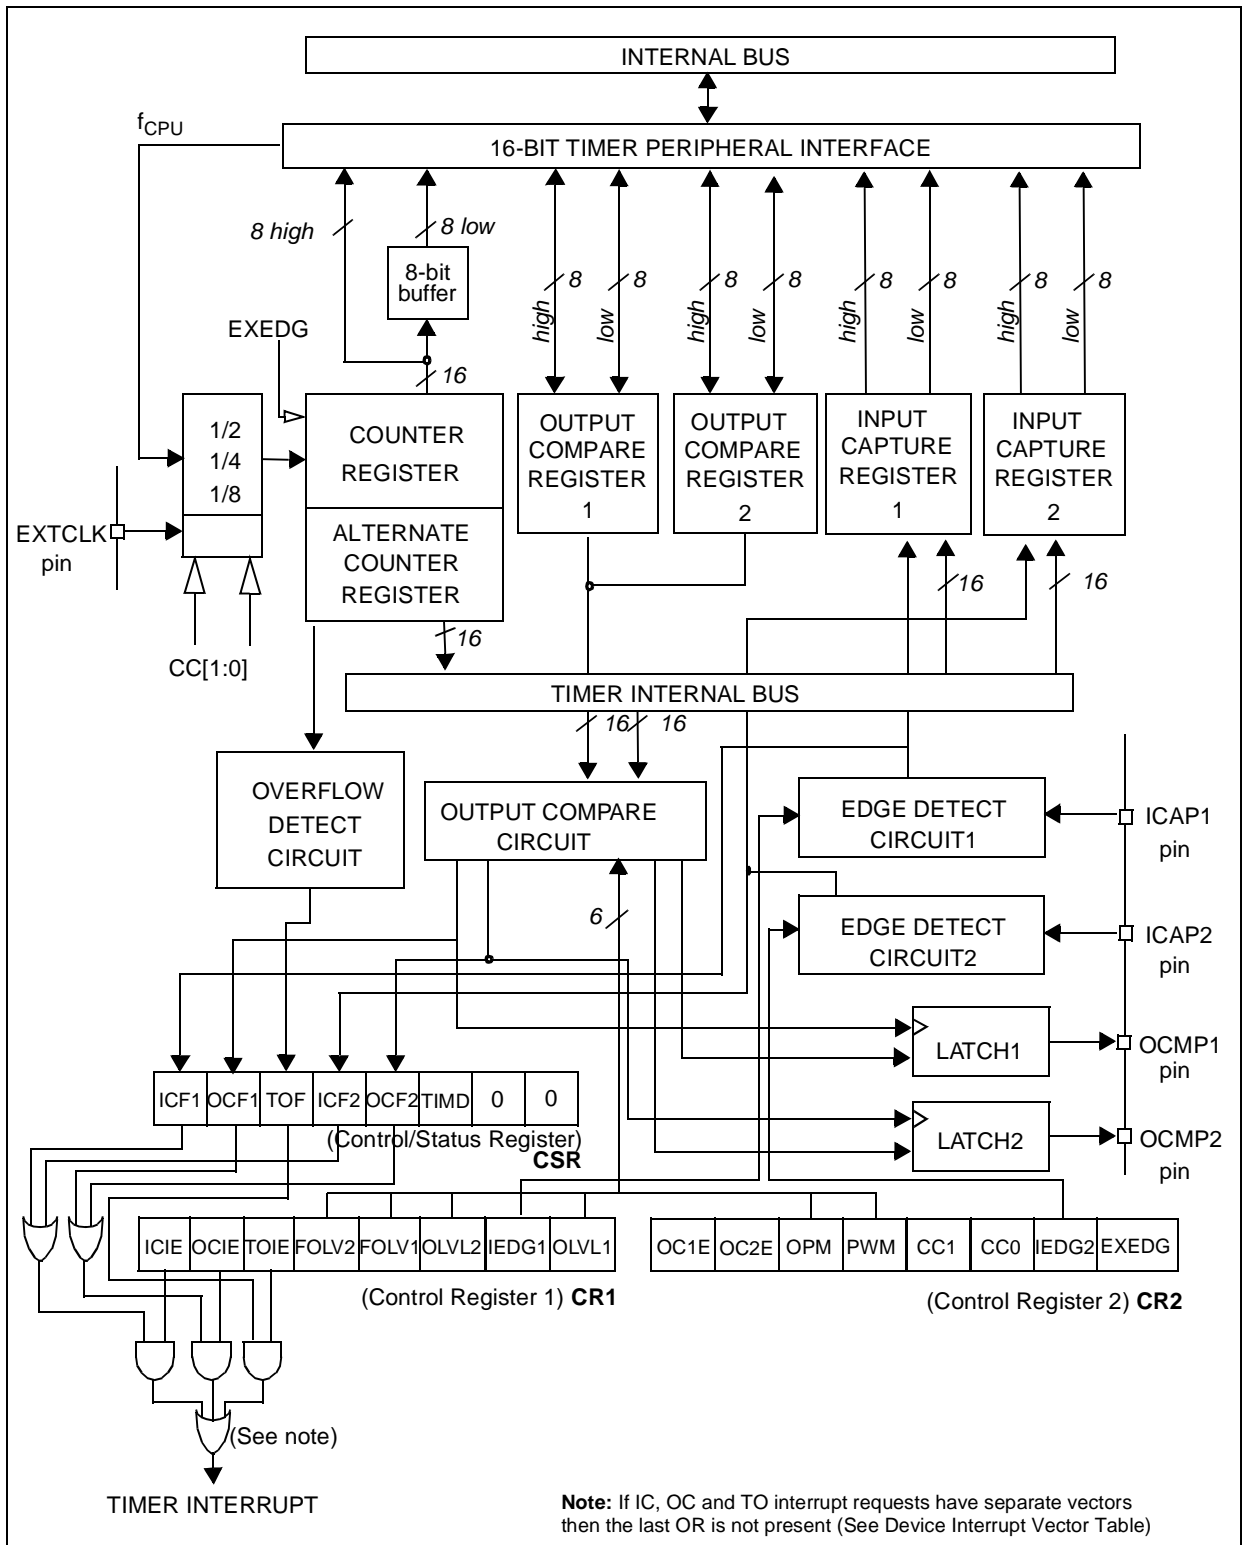 INTERNAL BUS
fCPU
16-BIT TIMER PERIPHERAL INTERFACE
8 high
8 low
8-bit
buffer
8
8
8
8
8
8
8
8
high
low
high
low
high
low
high
low
EXEDG
16
1/2
1/4
1/8
COUNTER
REGISTER
OUTPUT
COMPARE
REGISTER
1
OUTPUT
COMPARE
REGISTER
2
INPUT
CAPTURE
REGISTER
1
INPUT
CAPTURE
REGISTER
2
EXTCLK
pin
ALTERNATE
COUNTER
REGISTER
16
16
16
CC[1:0]
TIMER INTERNAL BUS
16
16
OVERFLOW
DETECT
CIRCUIT
OUTPUT COMPARE
CIRCUIT
EDGE DETECT
CIRCUIT1
ICAP1
pin
6
EDGE DETECT
CIRCUIT2
ICAP2
pin
LATCH1
OCMP1
pin
ICF1 OCF1 TOF ICF2 OCF2 TIMD 0 0
(Control/Status Register)
CSR
LATCH2
OCMP2
pin
ICIE OCIE TOIE FOLV2 FOLV1 OLVL2 IEDG1 OLVL1
OC1E OC2E OPM PWM CC1 CC0 IEDG2 EXEDG
(Control Register 1) CR1
(Control Register 2) CR2
(See note)
TIMER INTERRUPT
Note: If IC, OC and TO interrupt requests have separate vectors
then the last OR is not present (See Device Interrupt Vector Table)